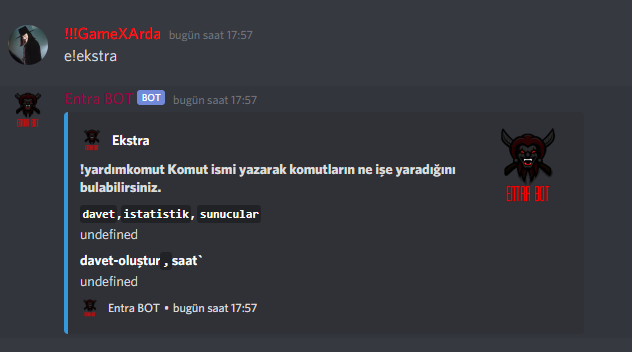 !!!GameXArda bugün saat 17:57
e!ekstra
Entra BOT BOT bugün saat 17:57
Ekstra
!yardımkomut Komut ismi yazarak komutların ne işe yaradığını
bulabilirsiniz.
ENTRA BOT
davet,istatistik, sunucular
undefined
davet-oluştur , saat`
undefined
Entra BOT • bugün saat 17:57